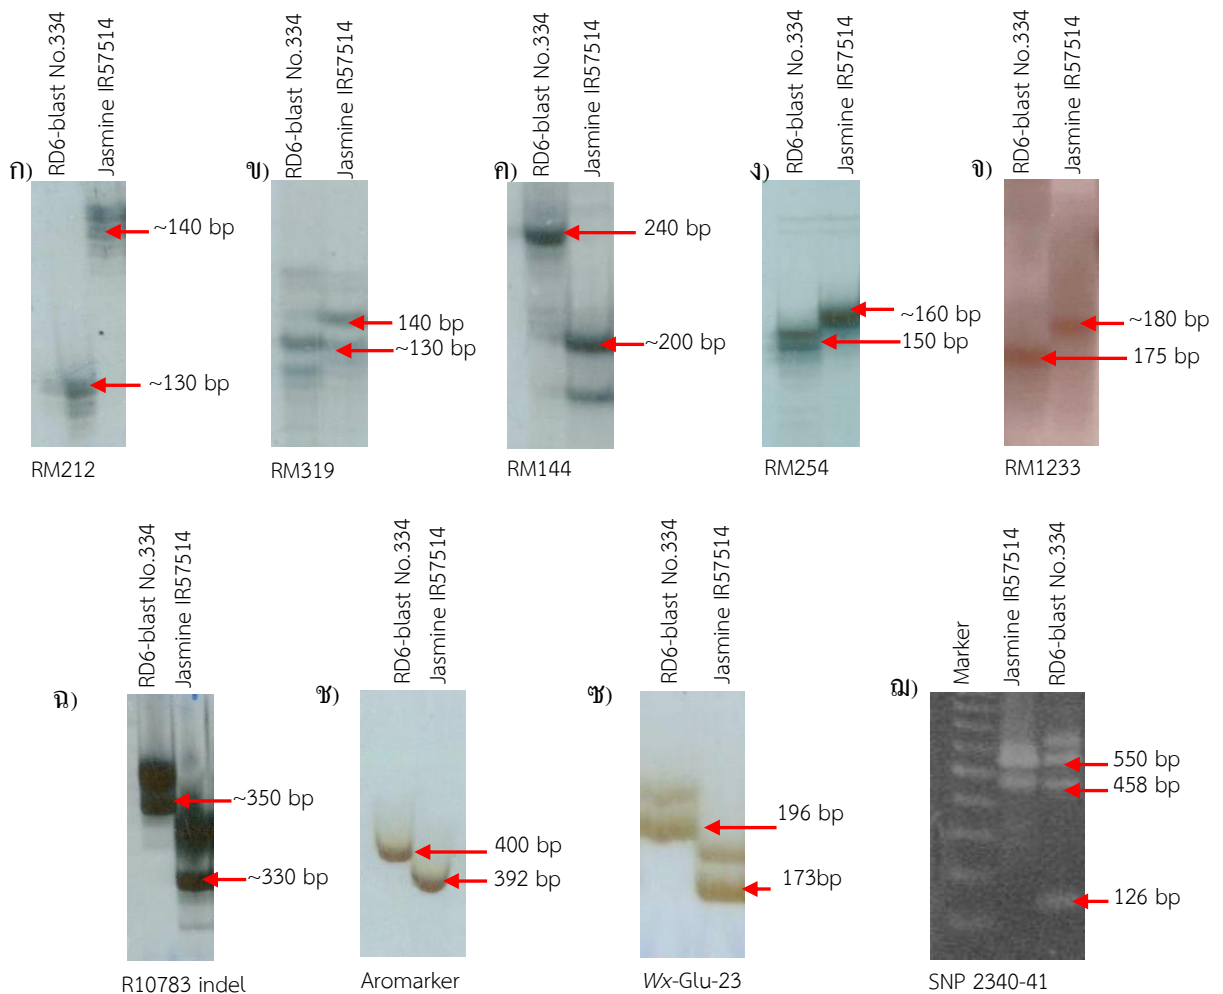 RD6-blast No.334
Jasmine IR57514
ก)
~140 bp
~130 bp
RM212
RD6-blast No.334
Jasmine IR57514
ข)
140 bp
~130 bp
RM319
RD6-blast No.334
Jasmine IR57514
ค)
240 bp
~200 bp
RM144
RD6-blast No.334
Jasmine IR57514
ง)
~160 bp
150 bp
RM254
RD6-blast No.334
Jasmine IR57514
จ)
~180 bp
175 bp
RM1233
RD6-blast No.334
Jasmine IR57514
ฉ)
~350 bp
~330 bp
R10783 indel
RD6-blast No.334
Jasmine IR57514
ช)
400 bp
392 bp
Aromarker
RD6-blast No.334
Jasmine IR57514
ซ)
196 bp
173bp
Wx-Glu-23
Marker
Jasmine IR57514
RD6-blast No.334
ฌ)
550 bp
458 bp
126 bp
SNP 2340-41